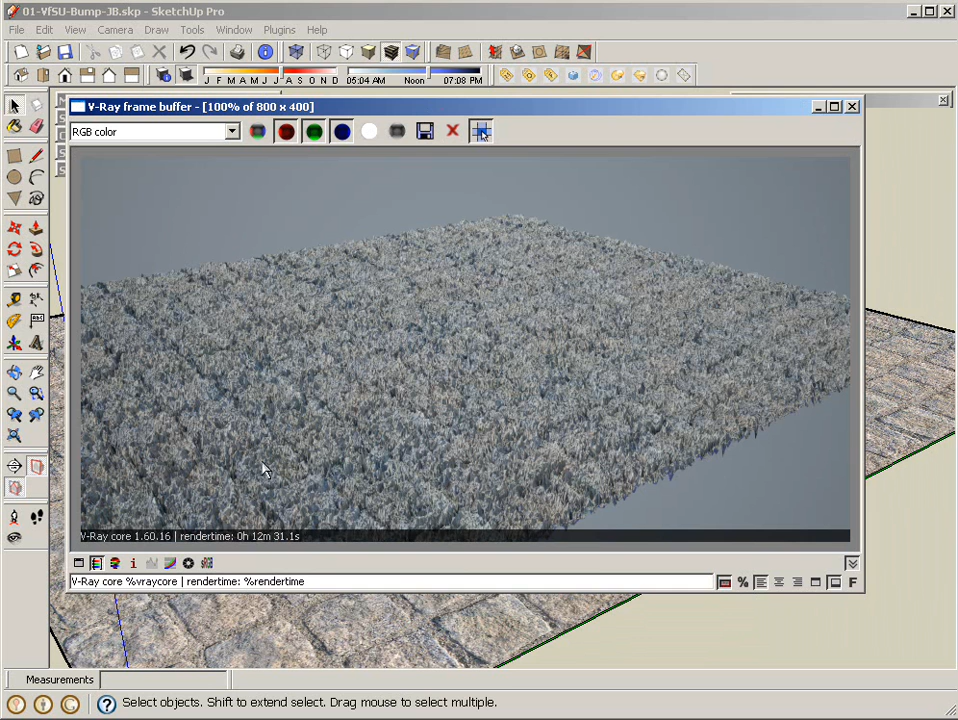 01-VfSU-Bump-JB.skp - SketchUp Pro
File Edit View Camera Draw Tools Window Plugins Help
J F M A M J J A S O N D 05:04 AM Noon 07:08 PM
V-Ray frame buffer - [100% of 800 x 400]
RGB color
V-Ray core 1.60.16 | rendertime: 0h 12m 31.1s
V-Ray core %vraycore | rendertime: %rendertime
F
Measurements
Select objects. Shift to extend select. Drag mouse to select multiple.